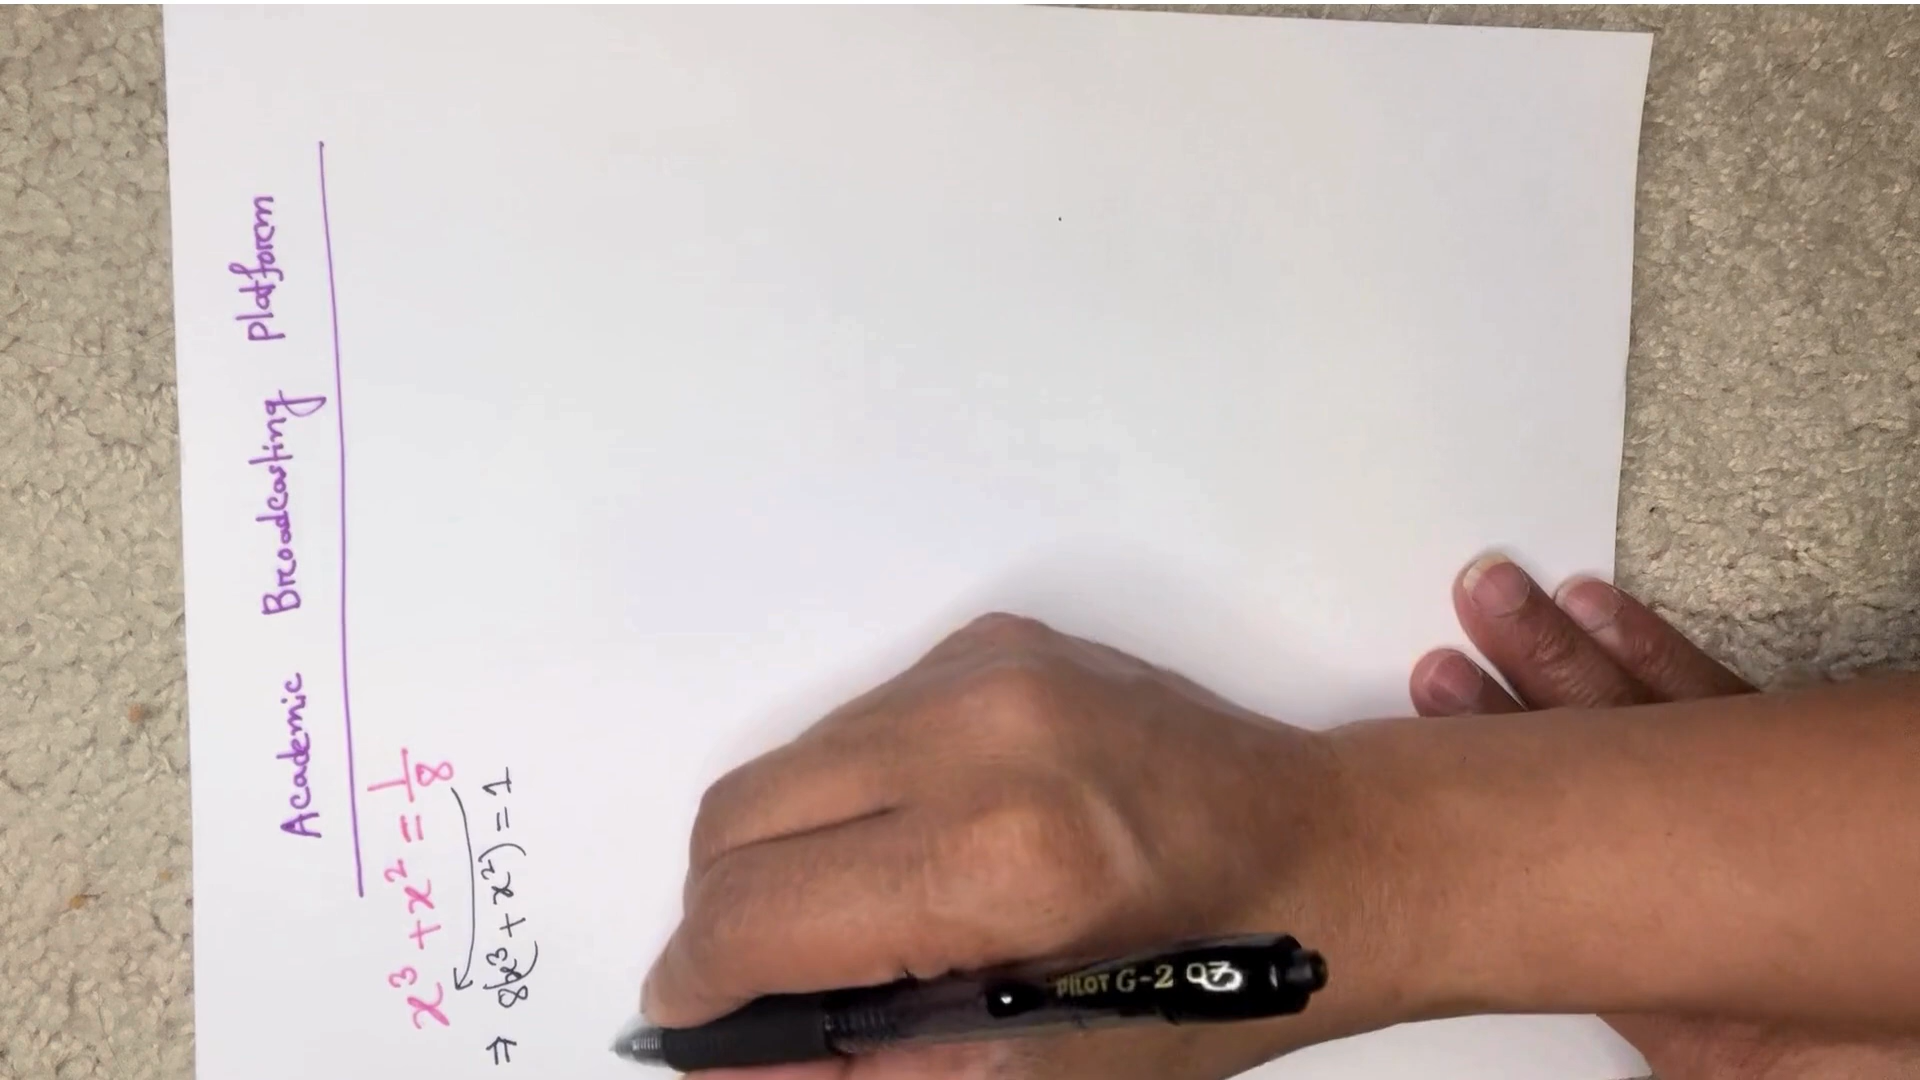 Academic Broadcasting Platform
x³ + x² = 1/8
⇒ 8(x³ + x²) = 1
PILOT G-2 07